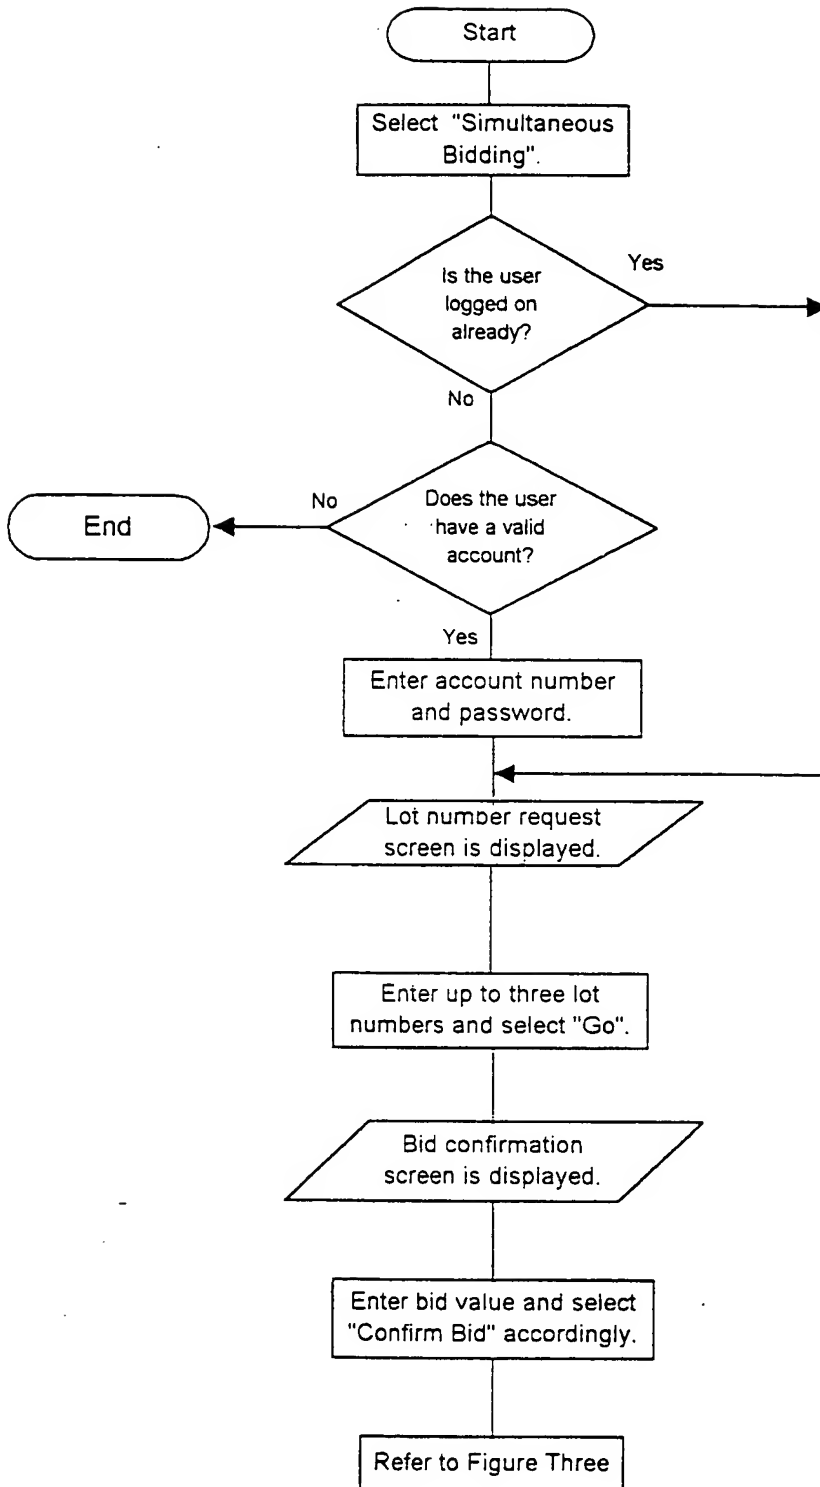 Start
Select "Simultaneous
Bidding".
Is the user
logged on
already?
Yes
No
Does the user
have a valid
account?
No
End
Yes
Enter account number
and password.
Lot number request
screen is displayed.
Enter up to three lot
numbers and select "Go".
Bid confirmation
screen is displayed.
Enter bid value and select
"Confirm Bid" accordingly.
Refer to Figure Three